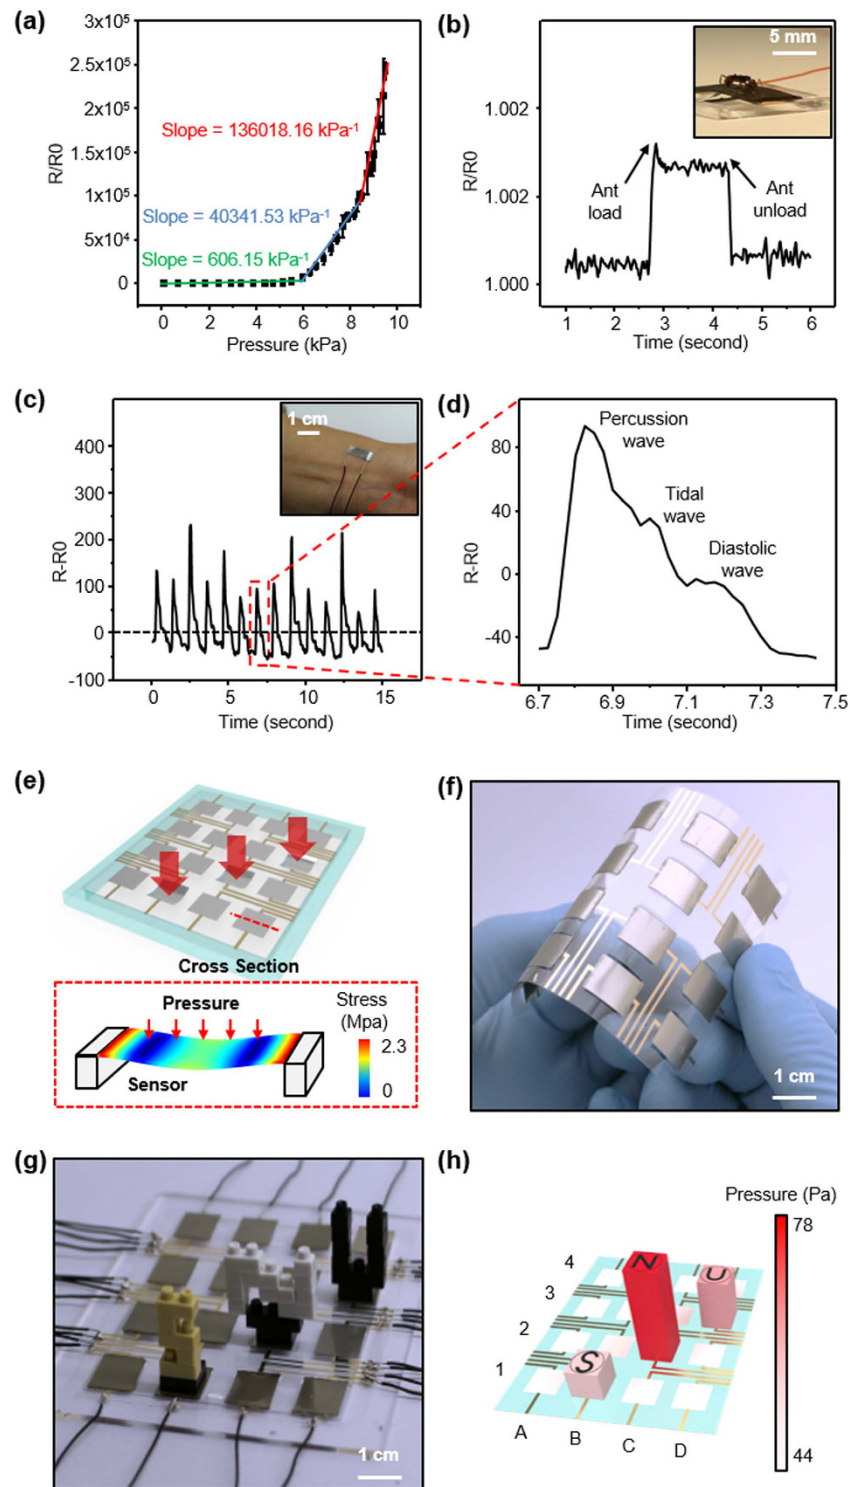 (a)
3x10⁵
2.5x10⁵
2x10⁵
1.5x10⁵
1x10⁵
5x10⁴
0
R/R0
Slope = 136018.16 kPa⁻¹
Slope = 40341.53 kPa⁻¹
Slope = 606.15 kPa⁻¹
0 2 4 6 8 10
Pressure (kPa)
(b)
5 mm
1.002
1.002
1.000
R/R0
Ant
load
Ant
unload
1 2 3 4 5 6
Time (second)
(c)
1 cm
400
300
200
100
0
-100
R-R0
0 5 10 15
Time (second)
(d)
80
40
0
-40
R-R0
Percussion
wave
Tidal
wave
Diastolic
wave
6.7 6.9 7.1 7.3 7.5
Time (second)
(e)
Cross Section
Pressure
Sensor
Stress
(Mpa)
2.3
0
(f)
1 cm
(g)
1 cm
(h)
Pressure (Pa)
78
44
4
3
2
1
A B C D
N
U
S